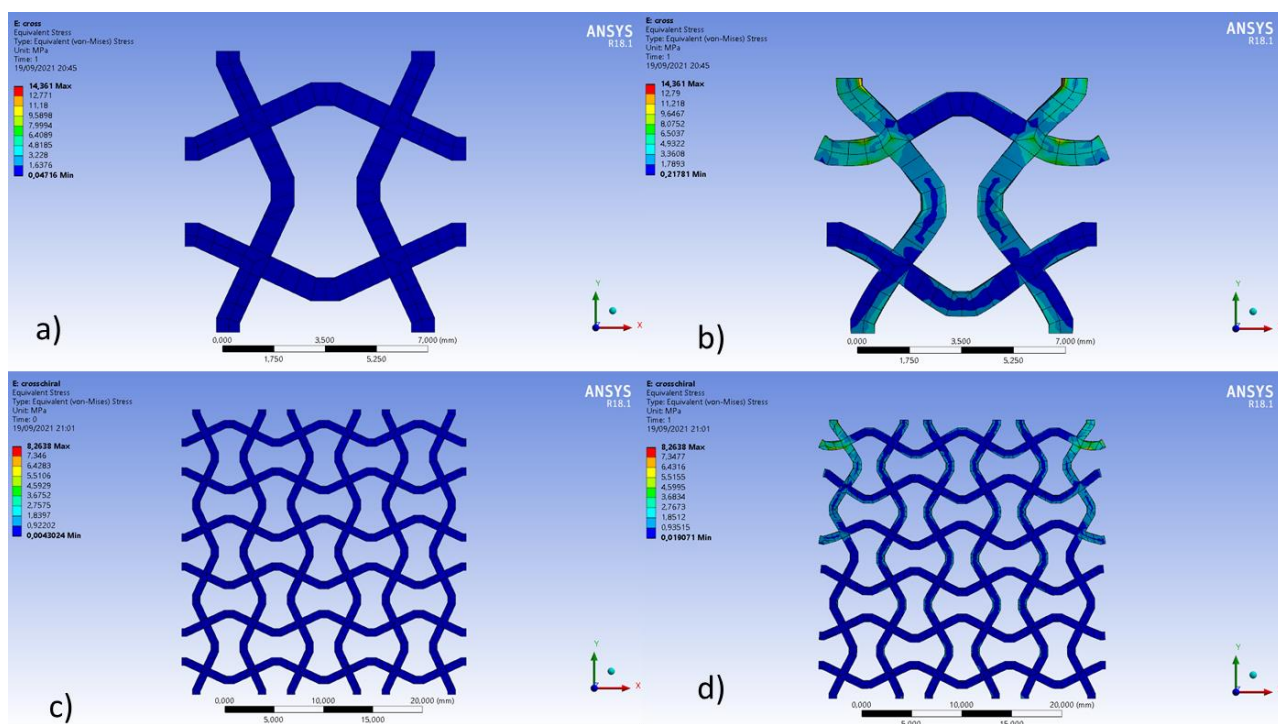 E: cross
Equivalent Stress
Type: Equivalent (von-Mises) Stress
Unit: MPa
Time: 1
19/09/2021 20:45
14,361 Max
12,771
11,18
9,5898
7,9994
6,4089
4,8185
3,228
1,6376
0,04716 Min
ANSYS
R18.1
a)
0,000 3,500 7,000 (mm)
1,750 5,250
Y
X
Z
E: cross
Equivalent Stress
Type: Equivalent (von-Mises) Stress
Unit: MPa
Time: 1
19/09/2021 20:45
14,361 Max
12,79
11,218
9,6467
8,0752
6,5037
4,9322
3,3608
1,7893
0,21781 Min
ANSYS
R18.1
b)
0,000 3,500 7,000 (mm)
1,750 5,250
Y
X
Z
E: crosschiral
Equivalent Stress
Type: Equivalent (von-Mises) Stress
Unit: MPa
Time: 0
19/09/2021 21:01
8,2638 Max
7,346
6,4283
5,5106
4,5929
3,6752
2,7575
1,8397
0,92202
0,0043024 Min
ANSYS
R18.1
c)
0,000 10,000 20,000 (mm)
5,000 15,000
Y
X
Z
E: crosschiral
Equivalent Stress
Type: Equivalent (von-Mises) Stress
Unit: MPa
Time: 1
19/09/2021 21:01
8,2638 Max
7,3477
6,4316
5,5155
4,5995
3,6834
2,7673
1,8512
0,93515
0,019071 Min
ANSYS
R18.1
d)
0,000 10,000 20,000 (mm)
5,000 15,000
Y
X
Z